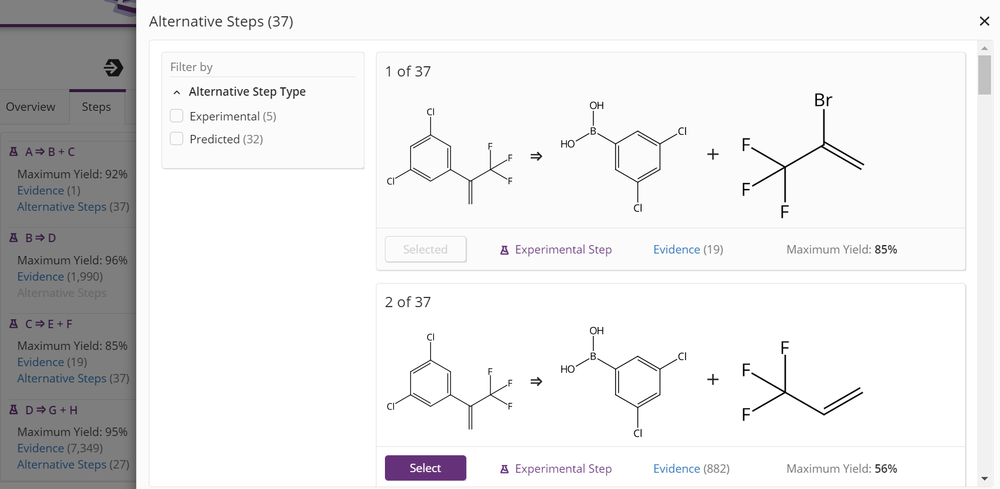 Alternative Steps (37)
Overview
Steps
A ⇒ B + C
Maximum Yield: 92%
Evidence (1)
Alternative Steps (37)
B ⇒ D
Maximum Yield: 96%
Evidence (1,990)
Alternative Steps
C ⇒ E + F
Maximum Yield: 85%
Evidence (19)
Alternative Steps (37)
D ⇒ G + H
Maximum Yield: 95%
Evidence (7,349)
Alternative Steps (27)
Filter by
Alternative Step Type
Experimental (5)
Predicted (32)
1 of 37
Cl
Cl
F
F
F
⇒
OH
B
HO
Cl
Cl
+
Br
F
F
F
Selected
Experimental Step
Evidence (19)
Maximum Yield: 85%
2 of 37
Cl
Cl
F
F
F
⇒
OH
B
HO
Cl
Cl
+
F
F
F
Select
Experimental Step
Evidence (882)
Maximum Yield: 56%